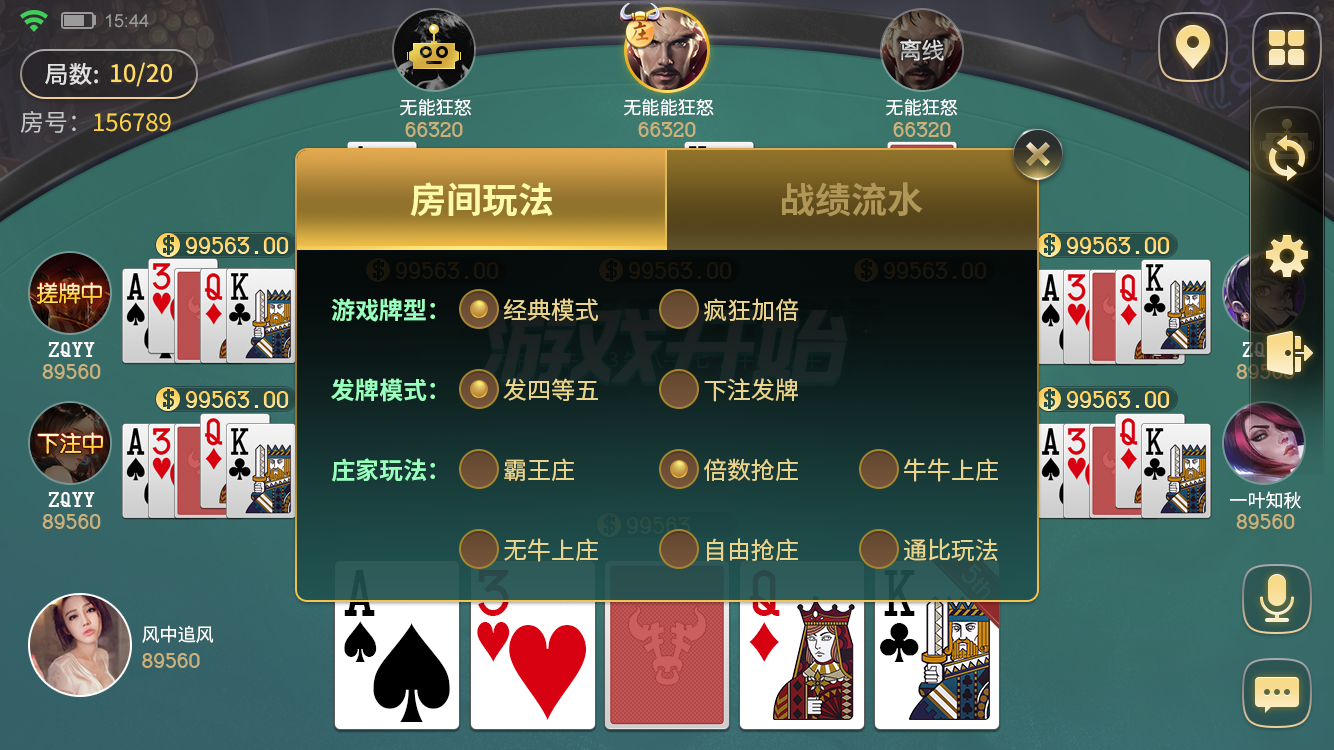 15:44
局数: 10/20
房号: 156789
庄
离线
无能狂怒
66320
无能能狂怒
66320
无能狂怒
66320
房间玩法
战绩流水
99563.00
99563.00
99563.00
99563.00
99563.00
搓牌中
ZQYY
89560
A 3 Q K
A 3 Q K
游戏牌型:
经典模式
疯狂加倍
游戏开始
发牌模式:
发四等五
下注发牌
99563.00
99563.00
下注中
ZQYY
89560
A 3 Q K
A 3 Q K
庄家玩法:
霸王庄
倍数抢庄
牛牛上庄
一叶知秋
89560
99563
无牛上庄
自由抢庄
通比玩法
A 3 Q K
风中追风
89560